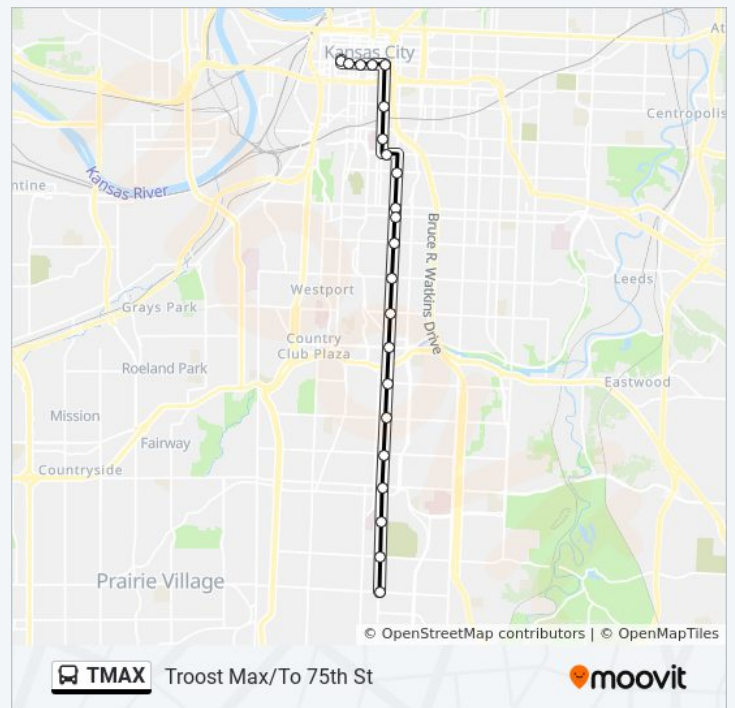 Kansas City
At
Centropolis
Kansas River
ntine
Bruce R. Watkins Drive
Westport
Leeds
Grays Park
Country
Club Plaza
Roeland Park
Eastwood
Mission
Fairway
Countryside
Prairie Village
© OpenStreetMap contributors | © OpenMapTiles
TMAX Troost Max/To 75th St moovit